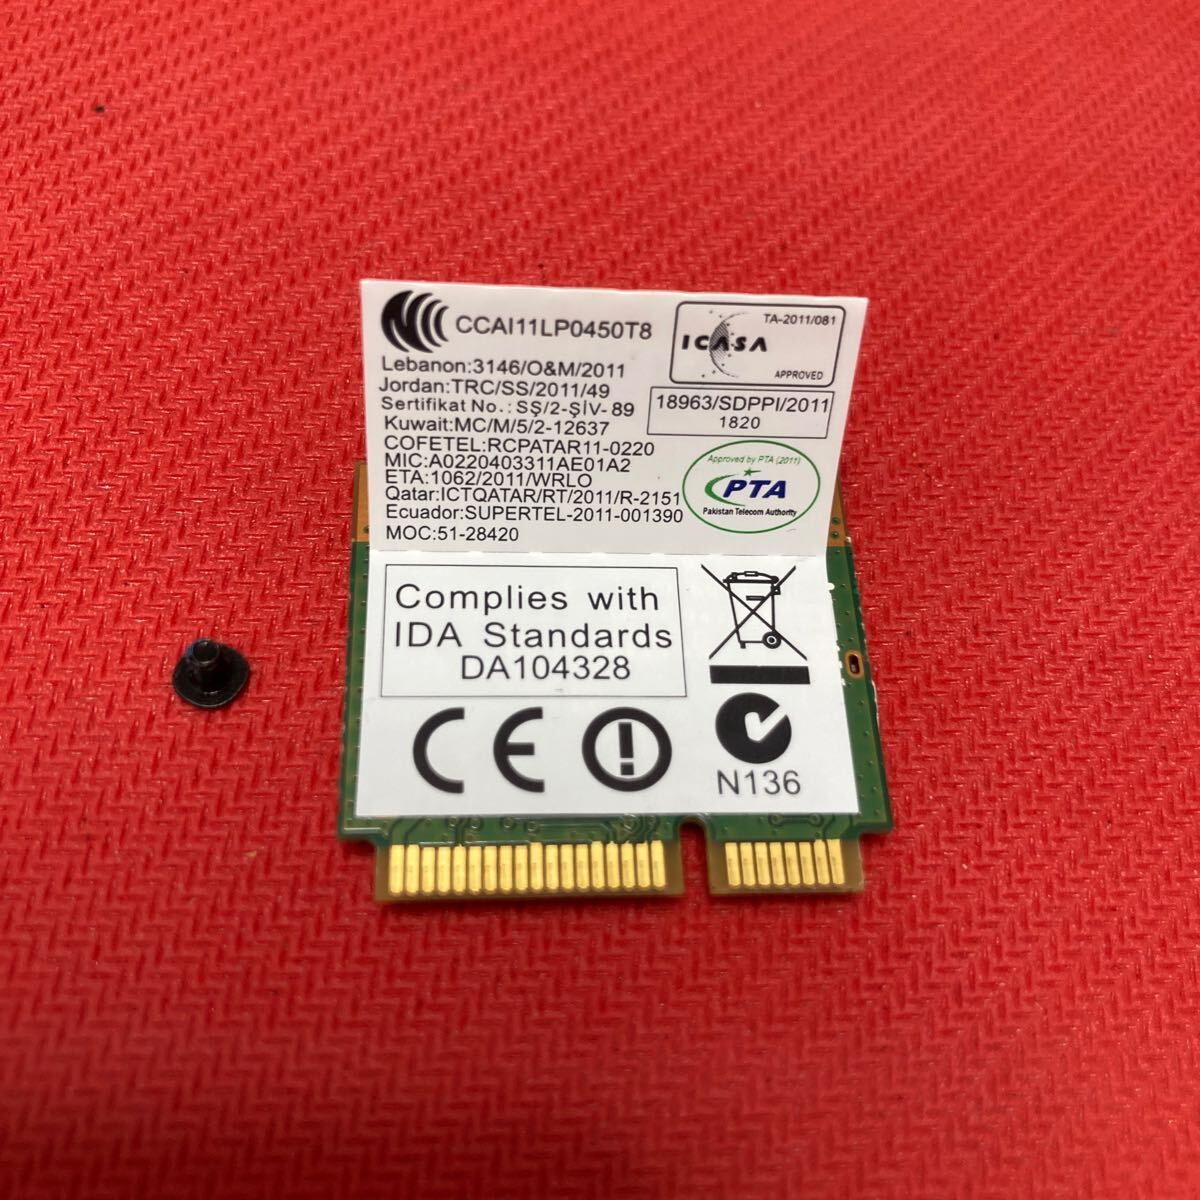 CCAI11LP0450T8
Lebanon:3146/O&M/2011
Jordan:TRC/SS/2011/49
Sertifikat No.: SŞ/2-ŞİV-89
Kuwait:MC/M/5/2-12637
COFETEL:RCPATAR11-0220
MIC:A0220403311AE01A2
ETA:1062/2011/WRLO
Qatar:ICTQATAR/RT/2011/R-2151
Ecuador:SUPERTEL-2011-001390
MOC:51-28420
TA-2011/081
ICASA
APPROVED
18963/SDPPI/2011
1820
Approved by PTA (2011)
PTA
Pakistan Telecom Authority
Complies with
IDA Standards
DA104328
CE
N136